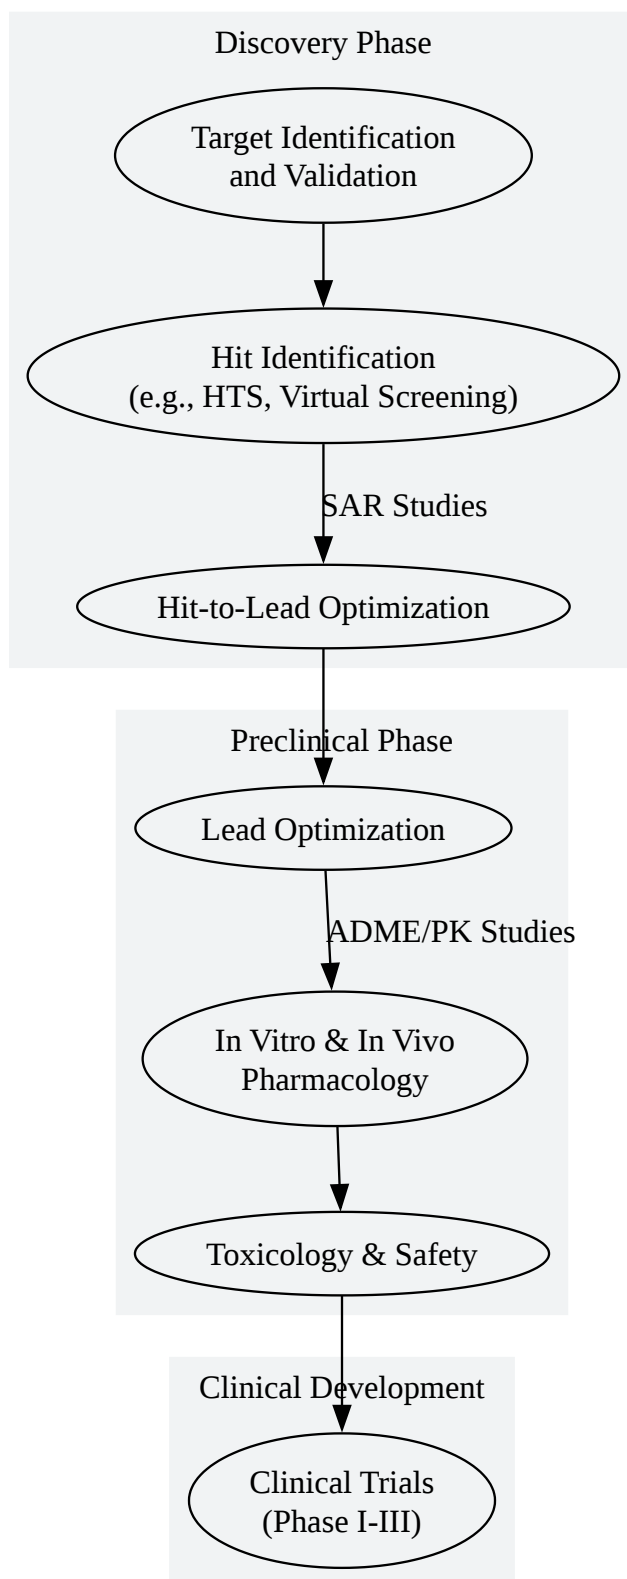 Discovery Phase
Target Identification
and Validation
Hit Identification
(e.g., HTS, Virtual Screening)
SAR Studies
Hit-to-Lead Optimization
Preclinical Phase
Lead Optimization
ADME/PK Studies
In Vitro & In Vivo
Pharmacology
Toxicology & Safety
Clinical Development
Clinical Trials
(Phase I-III)